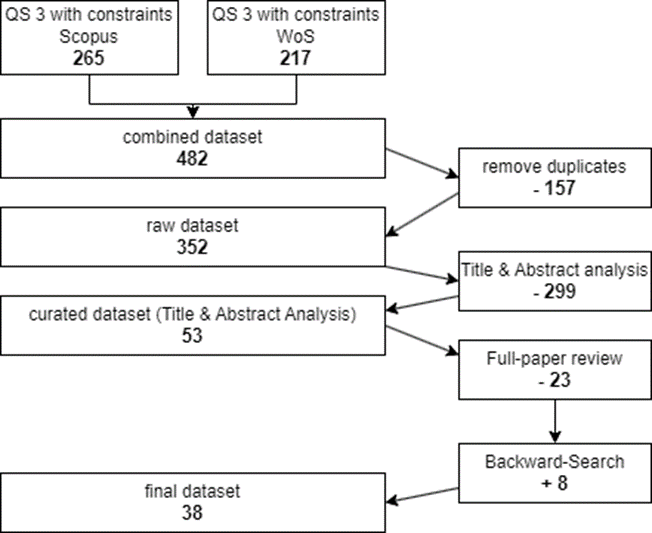 QS 3 with constraints
Scopus
265
QS 3 with constraints
WoS
217
combined dataset
482
remove duplicates
- 157
raw dataset
352
Title & Abstract analysis
- 299
curated dataset (Title & Abstract Analysis)
53
Full-paper review
- 23
Backward-Search
+ 8
final dataset
38